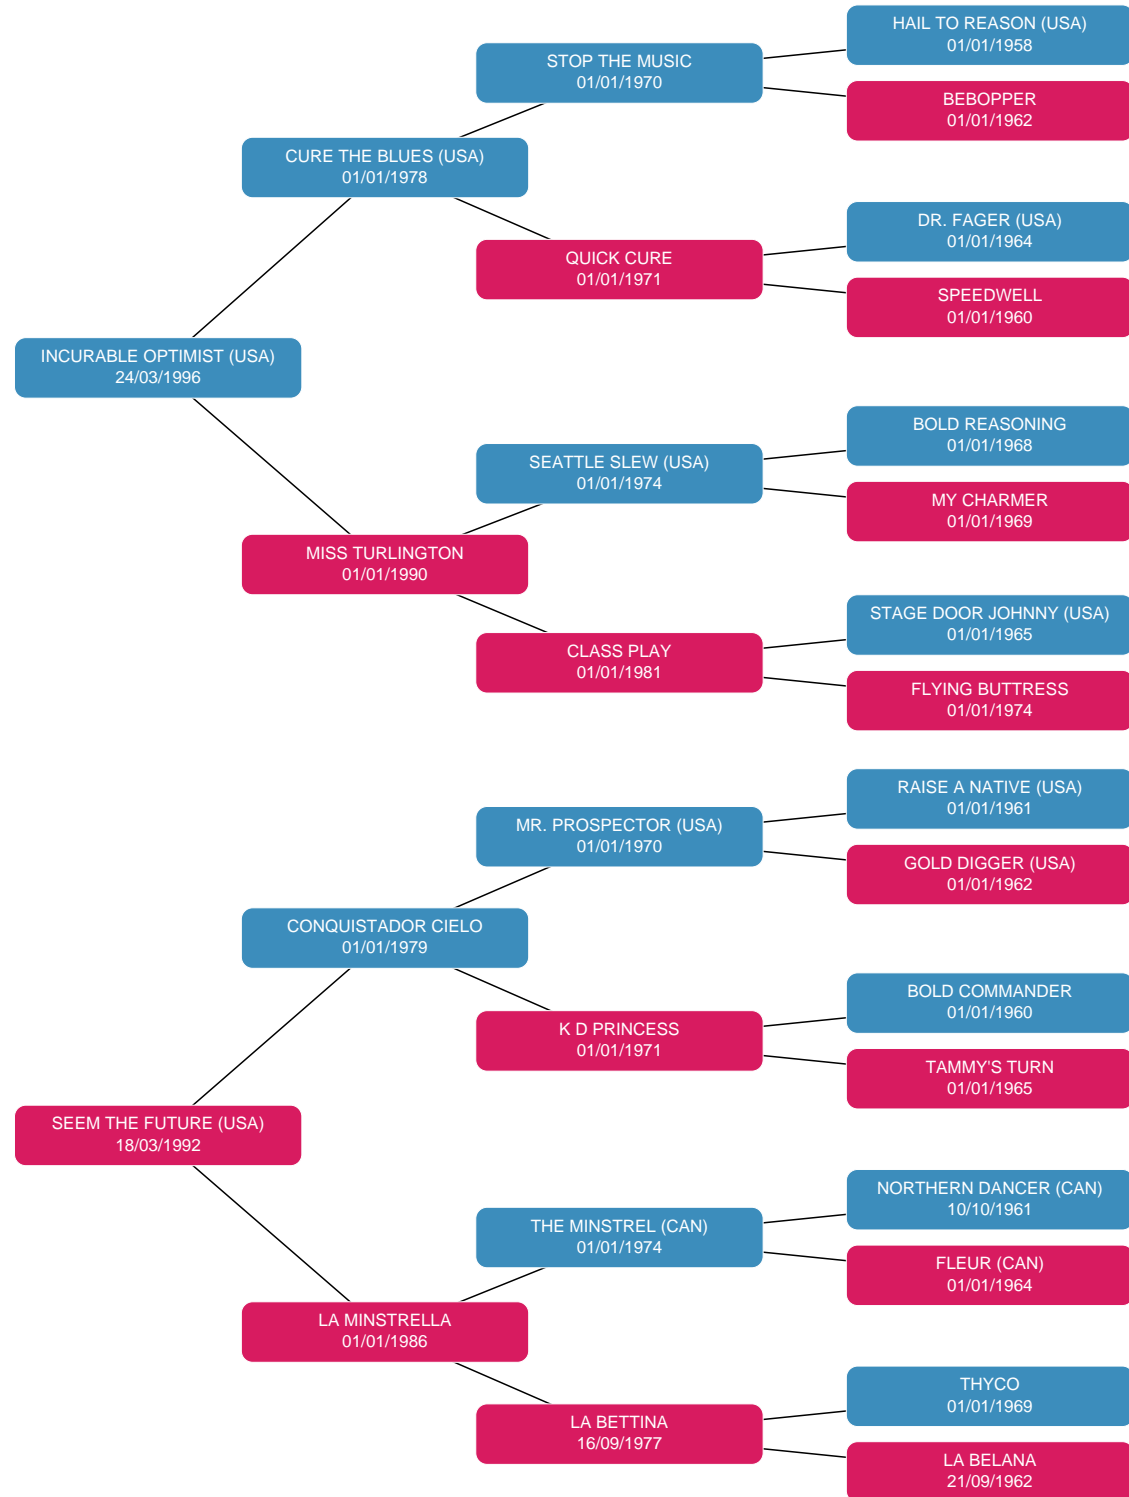 HAIL TO REASON (USA)
01/01/1958
STOP THE MUSIC
01/01/1970
BEBOPPER
01/01/1962
CURE THE BLUES (USA)
01/01/1978
DR. FAGER (USA)
01/01/1964
QUICK CURE
01/01/1971
SPEEDWELL
01/01/1960
INCURABLE OPTIMIST (USA)
24/03/1996
BOLD REASONING
01/01/1968
SEATTLE SLEW (USA)
01/01/1974
MY CHARMER
01/01/1969
MISS TURLINGTON
01/01/1990
STAGE DOOR JOHNNY (USA)
01/01/1965
CLASS PLAY
01/01/1981
FLYING BUTTRESS
01/01/1974
RAISE A NATIVE (USA)
01/01/1961
MR. PROSPECTOR (USA)
01/01/1970
GOLD DIGGER (USA)
01/01/1962
CONQUISTADOR CIELO
01/01/1979
BOLD COMMANDER
01/01/1960
K D PRINCESS
01/01/1971
TAMMY'S TURN
01/01/1965
SEEM THE FUTURE (USA)
18/03/1992
NORTHERN DANCER (CAN)
10/10/1961
THE MINSTREL (CAN)
01/01/1974
FLEUR (CAN)
01/01/1964
LA MINSTRELLA
01/01/1986
THYCO
01/01/1969
LA BETTINA
16/09/1977
LA BELANA
21/09/1962